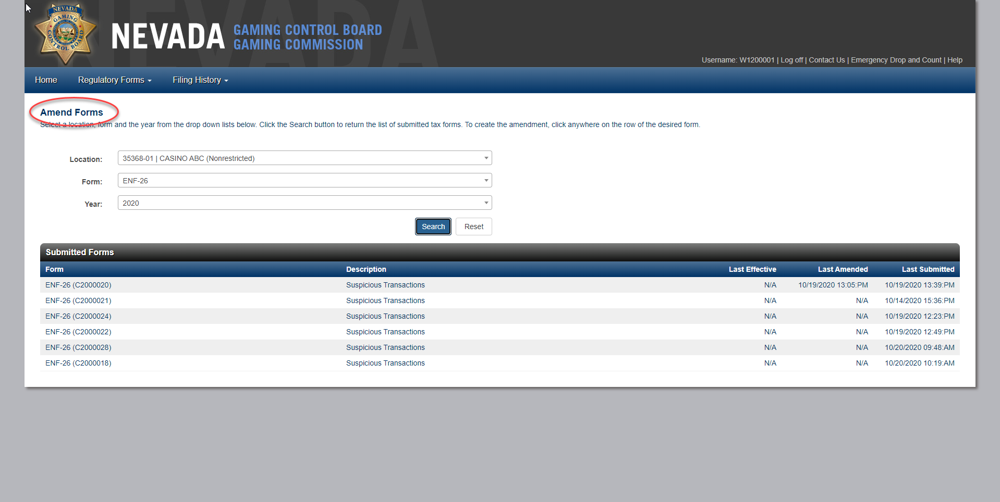 NEVADA
GAMING
CONTROL BOARD
NEVADA
GAMING CONTROL BOARD
GAMING COMMISSION
Username: W1200001 | Log off | Contact Us | Emergency Drop and Count | Help
Home Regulatory Forms Filing History
Amend Forms
Select a location, form and the year from the drop down lists below. Click the Search button to return the list of submitted tax forms. To create the amendment, click anywhere on the row of the desired form.
Location: 35368-01 | CASINO ABC (Nonrestricted)
Form: ENF-26
Year: 2020
Search Reset
Submitted Forms
Form Description Last Effective Last Amended Last Submitted
ENF-26 (C2000020) Suspicious Transactions N/A 10/19/2020 13:05:PM 10/19/2020 13:39:PM
ENF-26 (C2000021) Suspicious Transactions N/A N/A 10/14/2020 15:36:PM
ENF-26 (C2000024) Suspicious Transactions N/A N/A 10/19/2020 12:23:PM
ENF-26 (C2000022) Suspicious Transactions N/A N/A 10/19/2020 12:49:PM
ENF-26 (C2000028) Suspicious Transactions N/A N/A 10/20/2020 09:48:AM
ENF-26 (C2000018) Suspicious Transactions N/A N/A 10/20/2020 10:19:AM